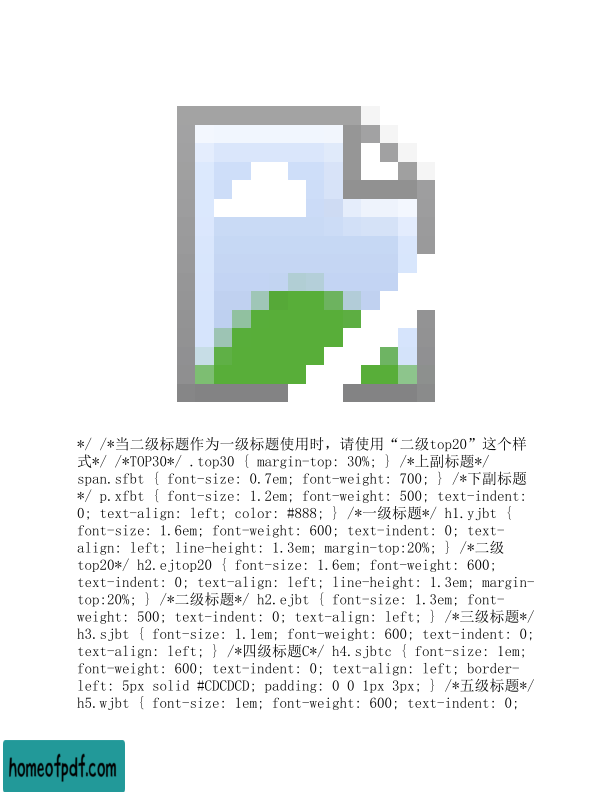 */ /*当二级标题作为一级标题使用时，请使用“二级top20”这个样
式*/ /*TOP30*/ .top30 { margin-top: 30%; } /*上副标题*/
span.sfbt { font-size: 0.7em; font-weight: 700; } /*下副标题
*/ p.xfbt { font-size: 1.2em; font-weight: 500; text-indent:
0; text-align: left; color: #888; } /*一级标题*/ h1.yjbt {
font-size: 1.6em; font-weight: 600; text-indent: 0; text-
align: left; line-height: 1.3em; margin-top:20%; } /*二级
top20*/ h2.ejtop20 { font-size: 1.6em; font-weight: 600;
text-indent: 0; text-align: left; line-height: 1.3em; margin-
top:20%; } /*二级标题*/ h2.ejbt { font-size: 1.3em; font-
weight: 500; text-indent: 0; text-align: left; } /*三级标题*/
h3.sjbt { font-size: 1.1em; font-weight: 600; text-indent: 0;
text-align: left; } /*四级标题C*/ h4.sjbtc { font-size: 1em;
font-weight: 600; text-indent: 0; text-align: left; border-
left: 5px solid #CDCDCD; padding: 0 0 1px 3px; } /*五级标题*/
h5.wjbt { font-size: 1em; font-weight: 600; text-indent: 0;
homeofpdf.com